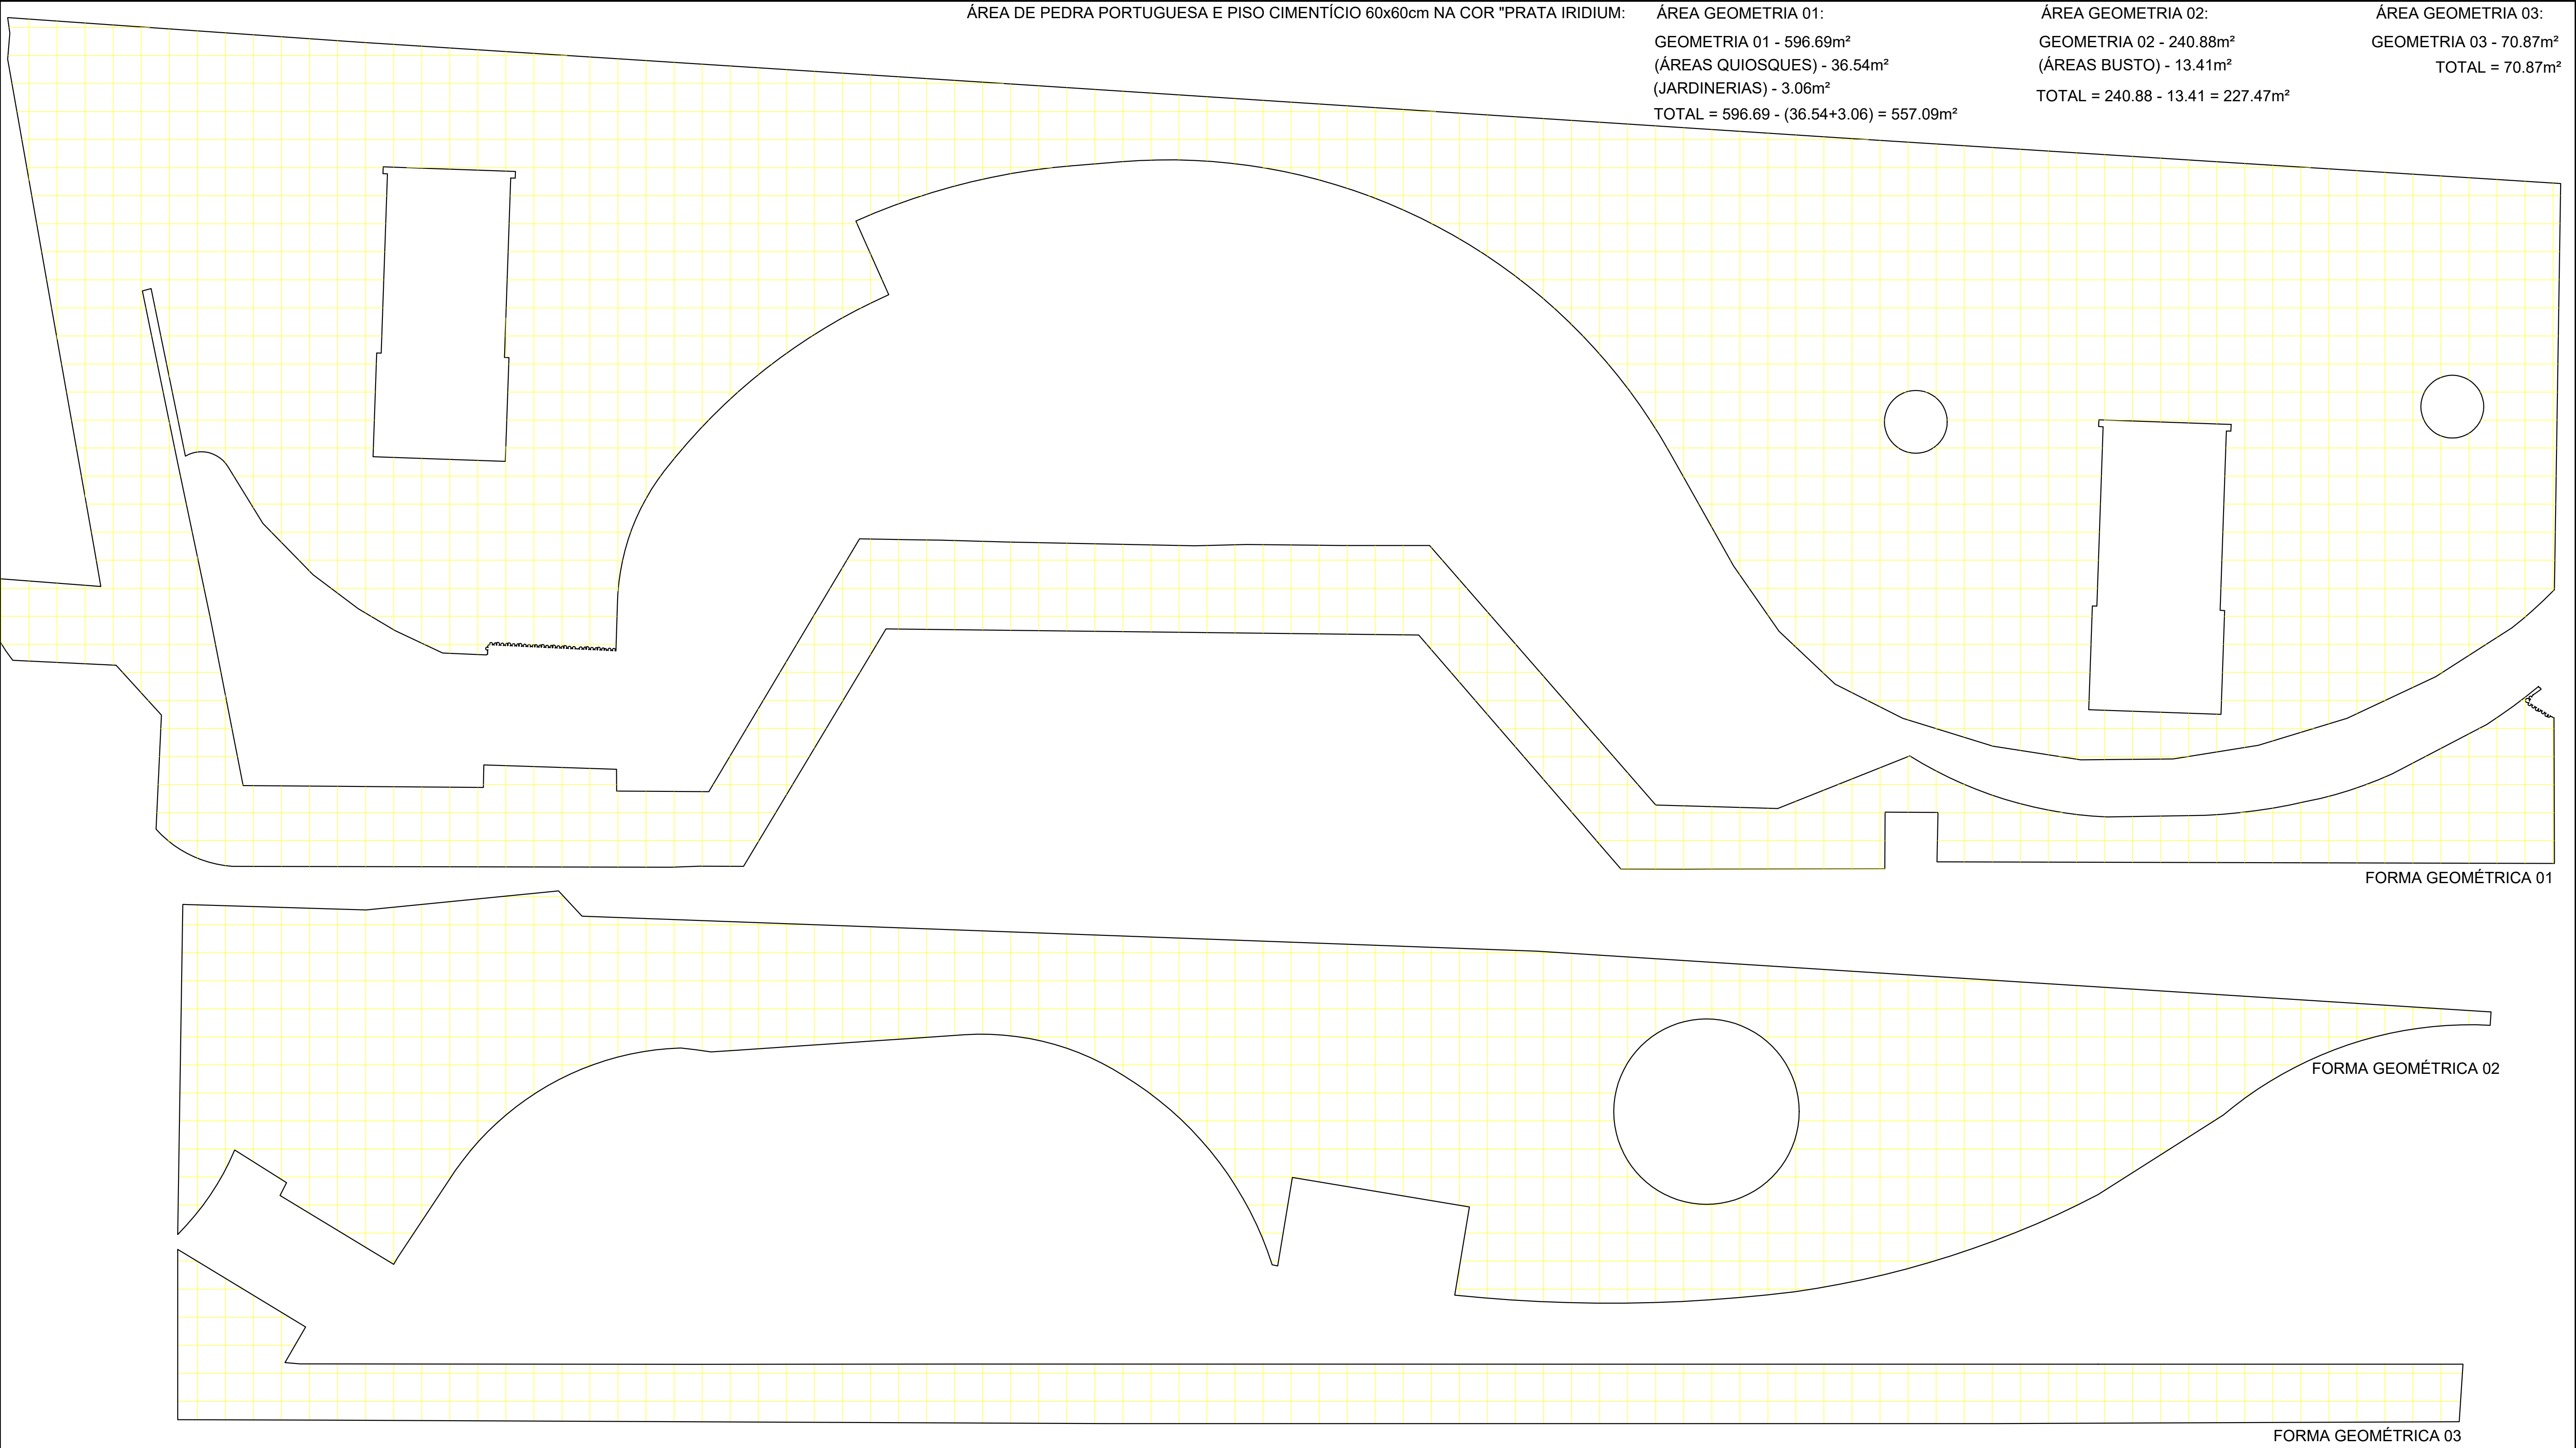 ÁREA DE PEDRA PORTUGUESA E PISO CIMENTÍCIO 60x60cm NA COR "PRATA IRIDIUM:
ÁREA GEOMETRIA 01:
GEOMETRIA 01 - 596.69m²
(ÁREAS QUIOSQUES) - 36.54m²
(JARDINERIAS) - 3.06m²
TOTAL = 596.69 - (36.54+3.06) = 557.09m²
ÁREA GEOMETRIA 02:
GEOMETRIA 02 - 240.88m²
(ÁREAS BUSTO) - 13.41m²
TOTAL = 240.88 - 13.41 = 227.47m²
ÁREA GEOMETRIA 03:
GEOMETRIA 03 - 70.87m²
TOTAL = 70.87m²
FORMA GEOMÉTRICA 01
FORMA GEOMÉTRICA 02
FORMA GEOMÉTRICA 03